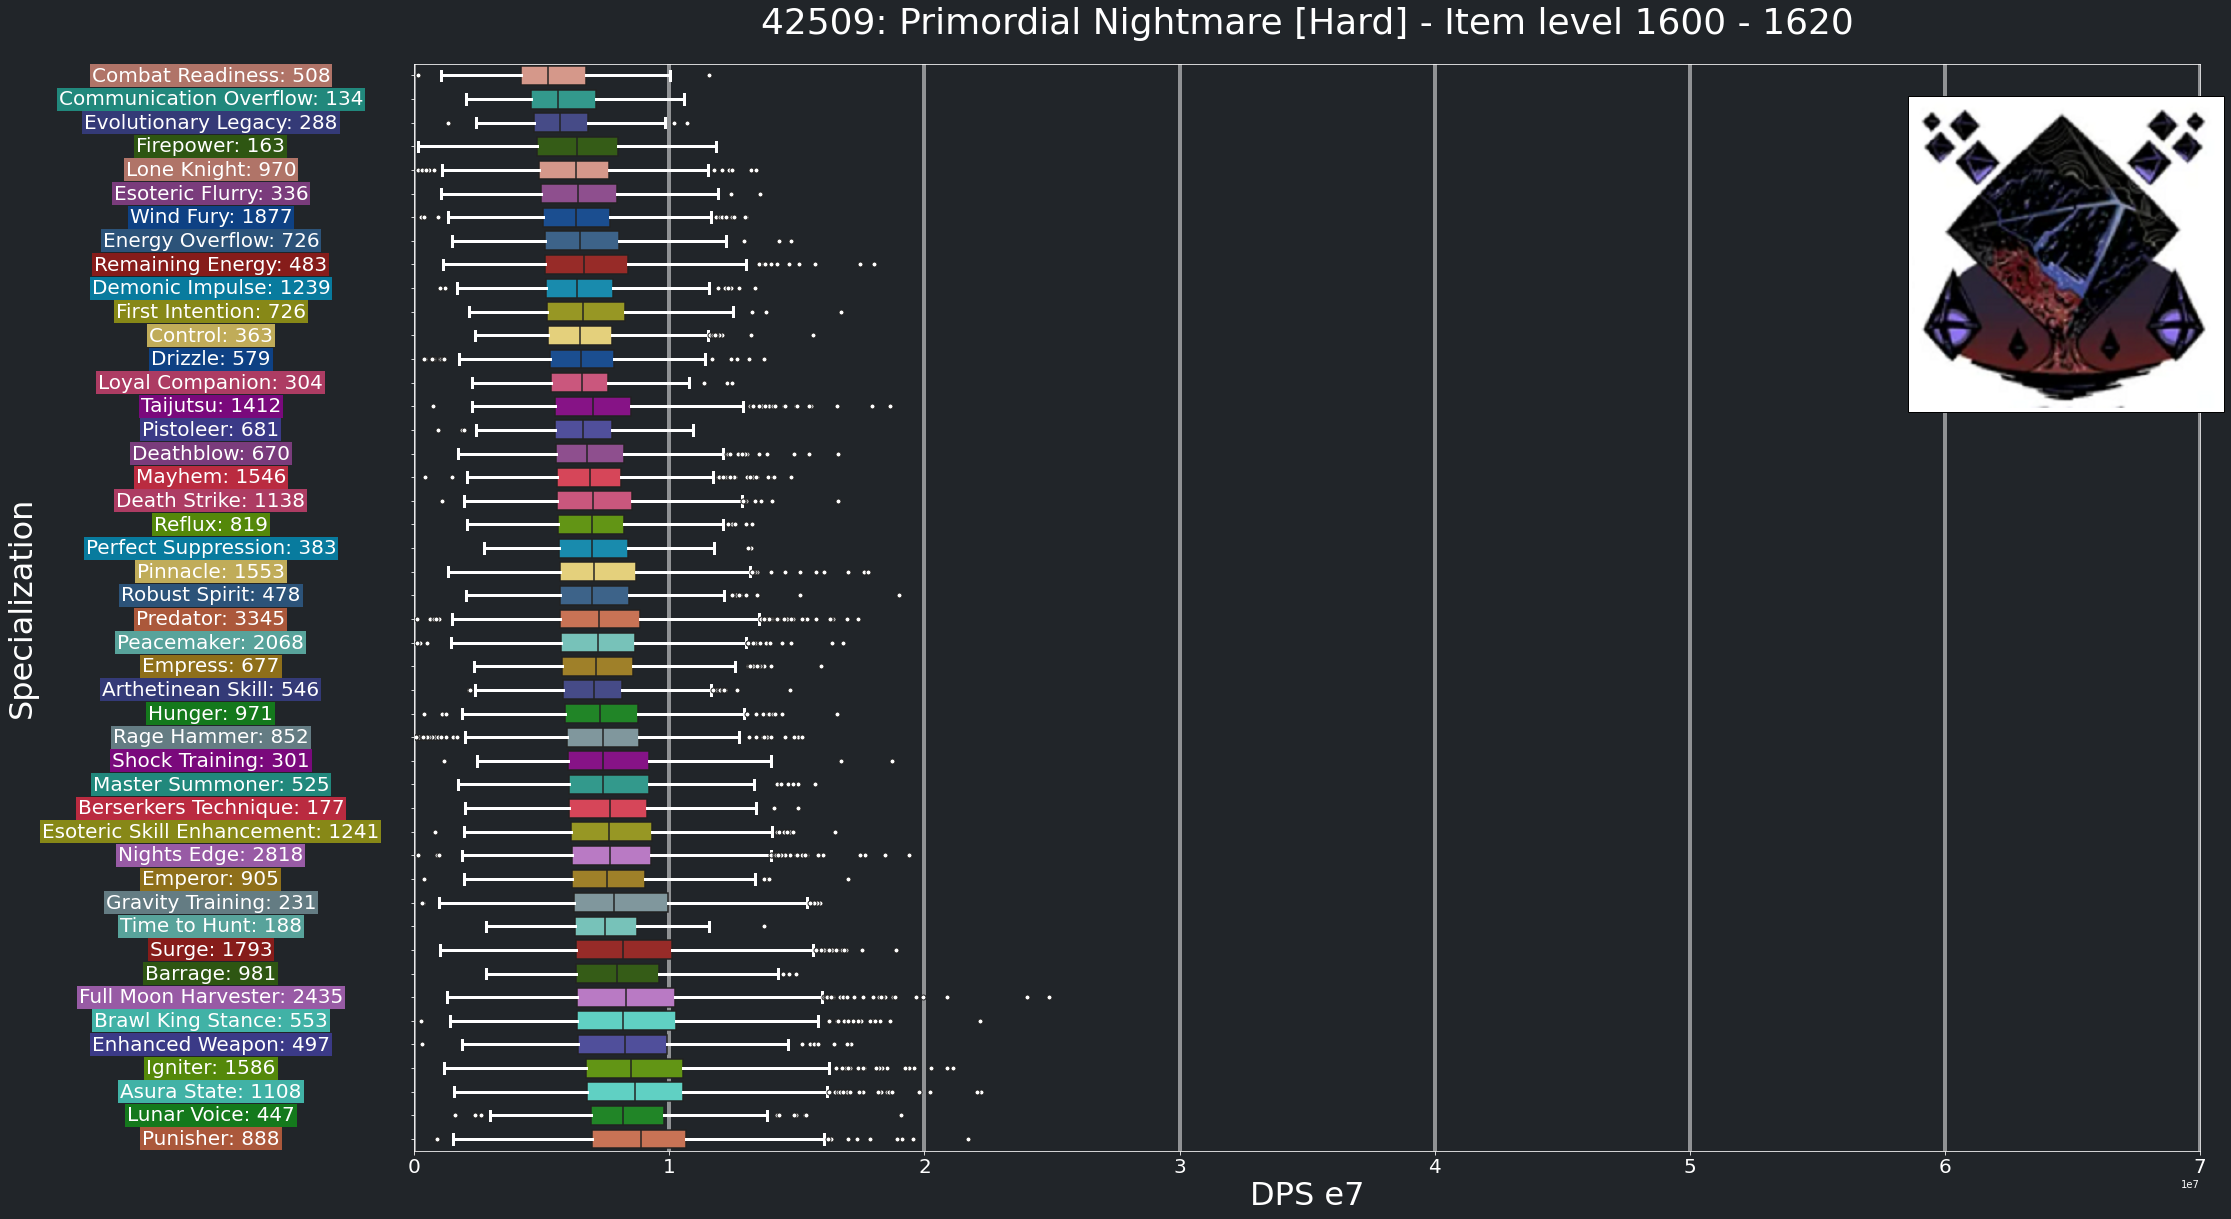 42509: Primordial Nightmare [Hard] - Item level 1600 - 1620
Specialization
Combat Readiness: 508
Communication Overflow: 134
Evolutionary Legacy: 288
Firepower: 163
Lone Knight: 970
Esoteric Flurry: 336
Wind Fury: 1877
Energy Overflow: 726
Remaining Energy: 483
Demonic Impulse: 1239
First Intention: 726
Control: 363
Drizzle: 579
Loyal Companion: 304
Taijutsu: 1412
Pistoleer: 681
Deathblow: 670
Mayhem: 1546
Death Strike: 1138
Reflux: 819
Perfect Suppression: 383
Pinnacle: 1553
Robust Spirit: 478
Predator: 3345
Peacemaker: 2068
Empress: 677
Arthetinean Skill: 546
Hunger: 971
Rage Hammer: 852
Shock Training: 301
Master Summoner: 525
Berserkers Technique: 177
Esoteric Skill Enhancement: 1241
Nights Edge: 2818
Emperor: 905
Gravity Training: 231
Time to Hunt: 188
Surge: 1793
Barrage: 981
Full Moon Harvester: 2435
Brawl King Stance: 553
Enhanced Weapon: 497
Igniter: 1586
Asura State: 1108
Lunar Voice: 447
Punisher: 888
0 1 2 3 4 5 6 7
1e7
DPS e7